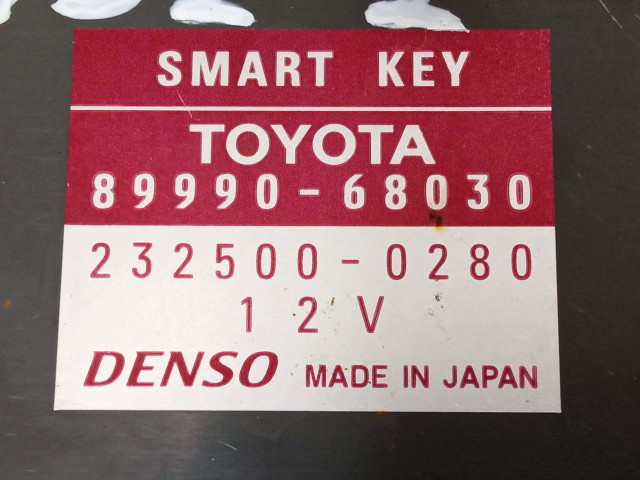 SMART KEY
TOYOTA
89990-68030
232500-0280
12V
DENSO MADE IN JAPAN